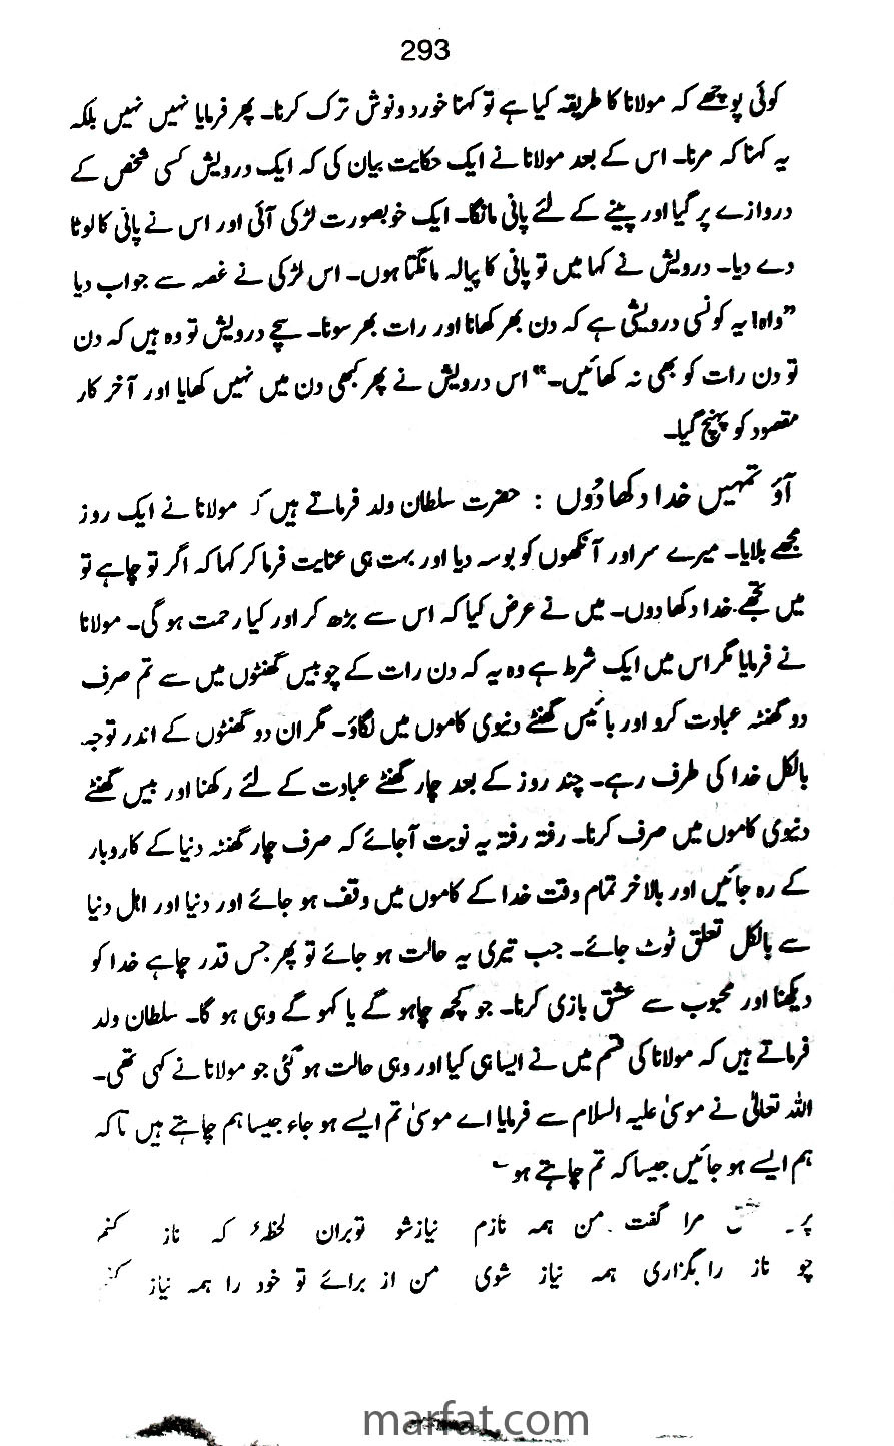 293
کوئی پوچھے کہ مولانا کا طریقہ کیا ہے تو کہنا خورد و نوش ترک کرنا۔ پھر فرمایا نہیں نہیں بلکہ
یہ کہنا کہ مرنا۔ اس کے بعد مولانا نے ایک حکایت بیان کی کہ ایک درویش کسی شخص کے
دروازے پر گیا اور پینے کے لئے پانی مانگا۔ ایک خوبصورت لڑکی آئی اور اس نے پانی کا لوٹا
دے دیا۔ درویش نے کہا میں تو پانی کا پیالہ مانگتا ہوں۔ اس لڑکی نے غصہ سے جواب دیا
”واہ! یہ کونسی درویشی ہے کہ دن بھر کھانا اور رات بھر سونا۔ سچے درویش تو وہ ہیں کہ دن
تو دن رات کو بھی نہ کھائیں۔“ اس درویش نے پھر کبھی دن میں نہیں کھایا اور آخر کار
مقصود کو پہنچ گیا۔
آؤ تمہیں خدا دکھا دُوں : حضرت سلطان ولد فرماتے ہیں کہ مولانا نے ایک روز
مجھے بلایا۔ میرے سر اور آنکھوں کو بوسہ دیا اور بہت ہی عنایت فرما کر کہا کہ اگر تو چاہے تو
میں تجھے خدا دکھا دوں۔ میں نے عرض کیا کہ اس سے بڑھ کر اور کیا رحمت ہو گی۔ مولانا
نے فرمایا مگر اس میں ایک شرط ہے وہ یہ کہ دن رات کے چوبیس گھنٹوں میں سے تم صرف
دو گھنٹہ عبادت کرو اور بائیس گھنٹے دنیوی کاموں میں لگاؤ۔ مگر ان دو گھنٹوں کے اندر توجہ
بالکل خدا کی طرف رہے۔ چند روز کے بعد چار گھنٹے عبادت کے لئے رکھنا اور بیس گھنٹے
دنیوی کاموں میں صرف کرنا۔ رفتہ رفتہ یہ نوبت آجائے کہ صرف چار گھنٹہ دنیا کے کاروبار
کے رہ جائیں اور بالا خر تمام وقت خدا کے کاموں میں وقف ہو جائے اور دنیا اور اہل دنیا
سے بالکل تعلق ٹوٹ جائے۔ جب تیری یہ حالت ہو جائے تو پھر جس قدر چاہے خدا کو
دیکھنا اور محبوب سے عشق بازی کرنا۔ جو کچھ چاہو گے یا کہو گے وہی ہو گا۔ سلطان ولد
فرماتے ہیں کہ مولانا کی قسم میں نے ایسا ہی کیا اور وہی حالت ہو گئی جو مولانا نے کہی تھی۔
اللہ تعالیٰ نے موسیٰ علیہ السلام سے فرمایا اے موسیٰ تم ایسے ہو جاء جیسا ہم چاہتے ہیں تاکہ
ہم ایسے ہو جائیں جیسا کہ تم چاہتے ہو
مرا گفت من ہمہ نازم نیاز شو تو برآن لحظہء کہ ناز کنم
چو ناز را بگزاری ہمہ نیاز شوی من از برائے تو خود را ہمہ نیاز
marfat.com